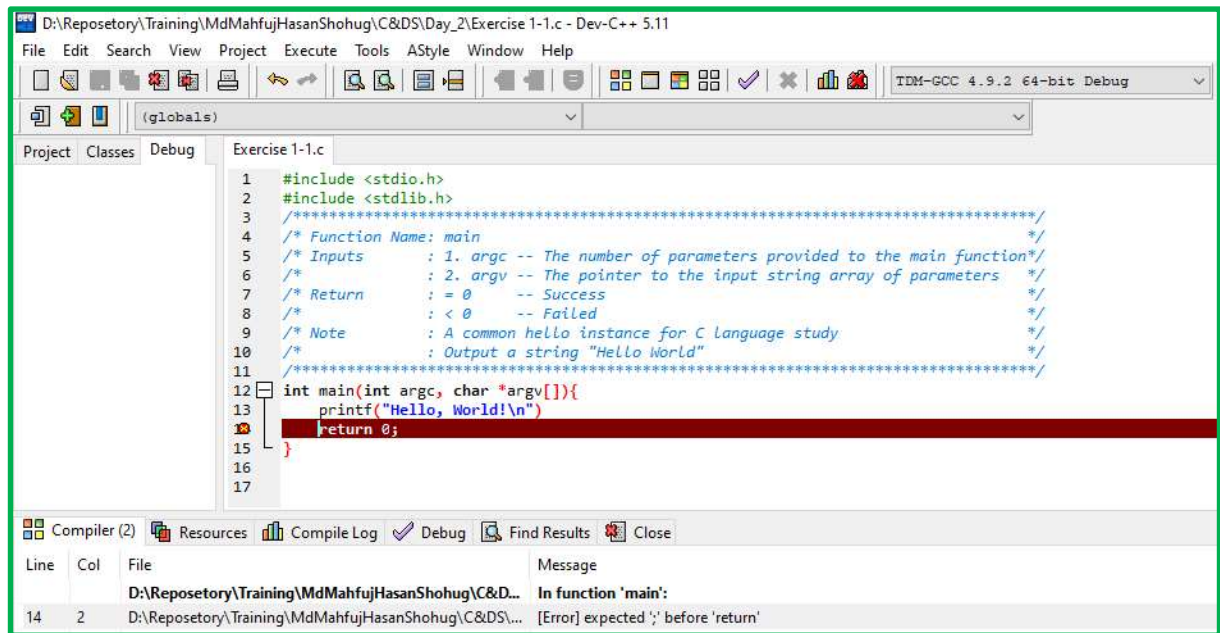 D:\Reposetory\Training\MdMahfujHasanShohug\C&DS\Day_2\Exercise 1-1.c - Dev-C++ 5.11
File Edit Search View Project Execute Tools AStyle Window Help
TDM-GCC 4.9.2 64-bit Debug
(globals)
Project Classes Debug Exercise 1-1.c
1 #include <stdio.h>
2 #include <stdlib.h>
3 /**********************************************************************************/
4 /* Function Name: main */
5 /* Inputs : 1. argc -- The number of parameters provided to the main function*/
6 /* : 2. argv -- The pointer to the input string array of parameters */
7 /* Return : = 0 -- Success */
8 /* : < 0 -- Failed */
9 /* Note : A common hello instance for C language study */
10 /* : Output a string "Hello World" */
11 /**********************************************************************************/
12 int main(int argc, char *argv[]){
13 printf("Hello, World!\n")
return 0;
15 }
16
17
Compiler (2) Resources Compile Log Debug Find Results Close
Line Col File Message
D:\Reposetory\Training\MdMahfujHasanShohug\C&D... In function 'main':
14 2 D:\Reposetory\Training\MdMahfujHasanShohug\C&DS\... [Error] expected ';' before 'return'